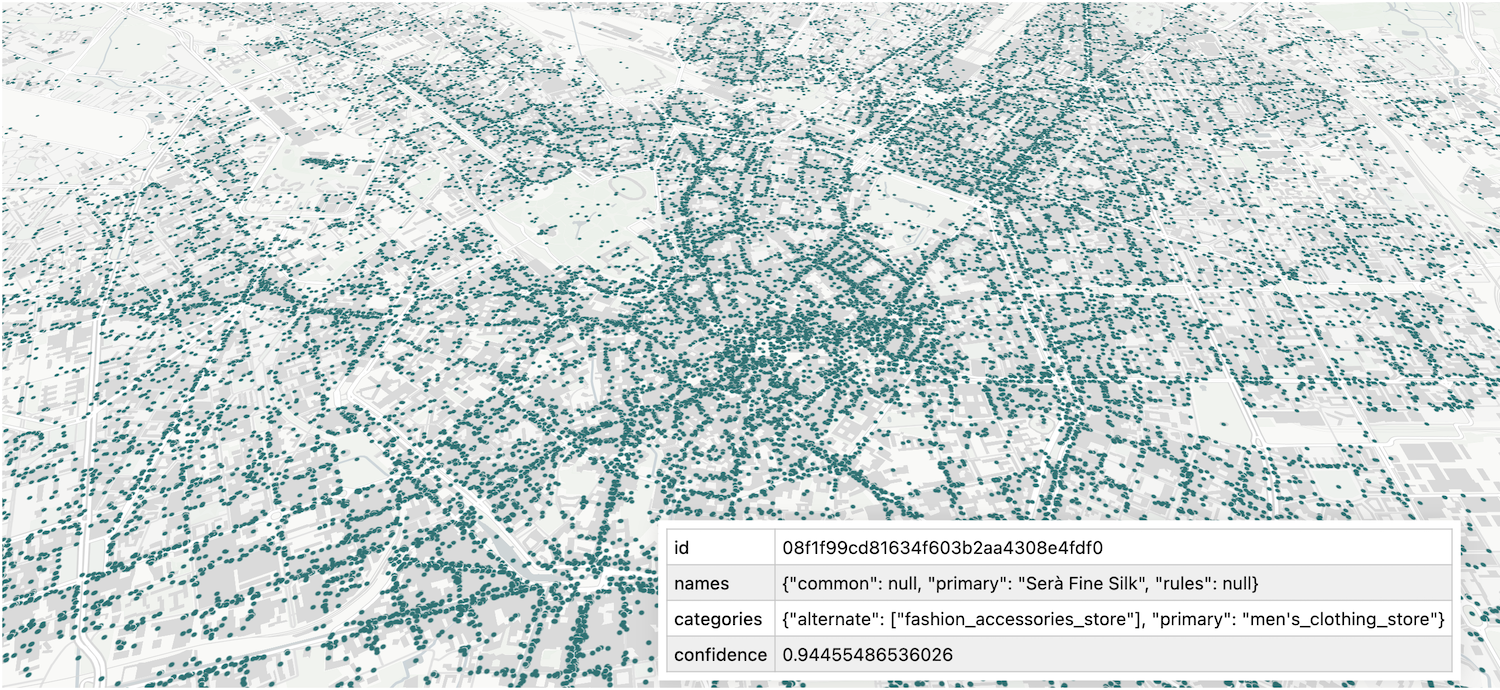 id 08f1f99cd81634f603b2aa4308e4fdf0
names {"common": null, "primary": "Serà Fine Silk", "rules": null}
categories {"alternate": ["fashion_accessories_store"], "primary": "men's_clothing_store"}
confidence 0.94455486536026